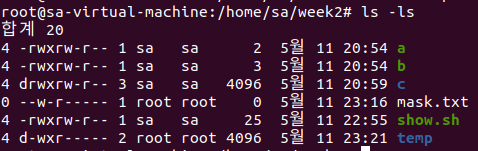 root@sa-virtual-machine:/home/sa/week2# ls -ls
합계 20
4 -rwxrw-r-- 1 sa   sa      2  5월 11 20:54 a
4 -rwxrw-r-- 1 sa   sa      3  5월 11 20:54 b
4 drwxrw-r-- 3 sa   sa   4096  5월 11 20:59 c
0 --w-r----- 1 root root    0  5월 11 23:16 mask.txt
4 -rwxrw-r-- 1 sa   sa     25  5월 11 22:55 show.sh
4 d-wxr----- 2 root root 4096  5월 11 23:21 temp